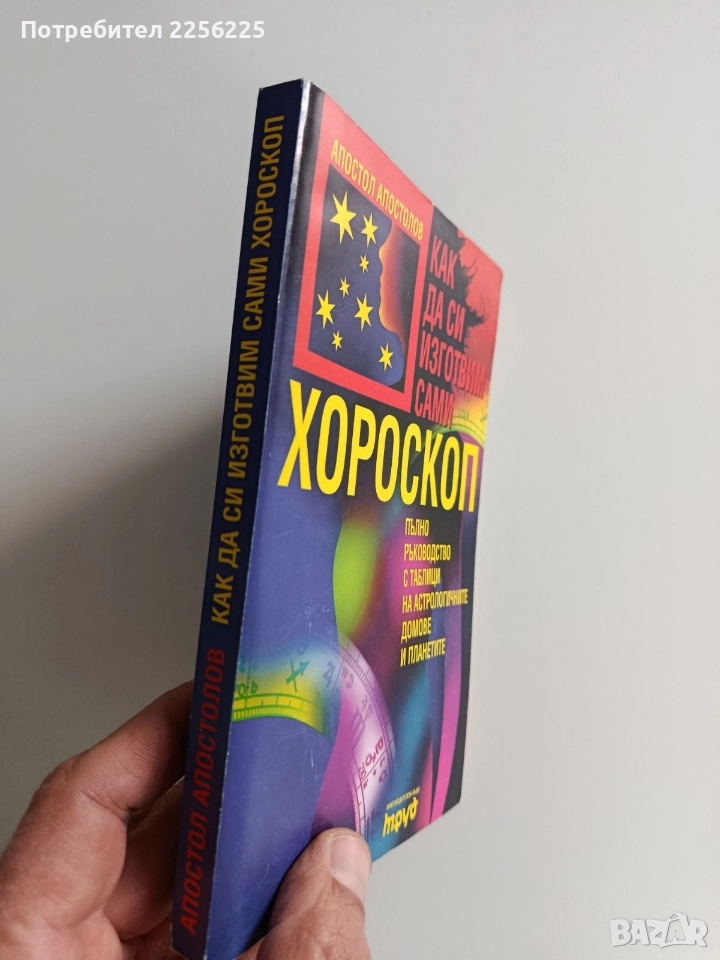 Потребител 2256225
АПОСТОЛ АПОСТОЛОВ КАК ДА СИ ИЗГОТВИМ САМИ ХОРОСКОП
АПОСТОЛ АПОСТОЛОВ
КАК
ДА СИ
ИЗГОТВИМ
САМИ
ХОРОСКОП
ПЪЛНО
РЪКОВОДСТВО
С ТАБЛИЦИ
НА АСТРОЛОГИЧНИТЕ
ДОМОВЕ
И ПЛАНЕТИТЕ
труд
BAZAR